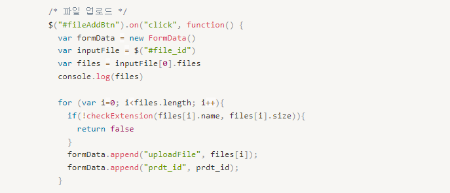 /* 파일 업로드 */
$("#fileAddBtn").on("click", function() {
var formData = new FormData()
var inputFile = $("#file_id")
var files = inputFile[0].files
console.log(files)
for (var i=0; i<files.length; i++){
if(!checkExtension(files[i].name, files[i].size)){
return false
}
formData.append("uploadFile", files[i]);
formData.append("prdt_id", prdt_id);
}